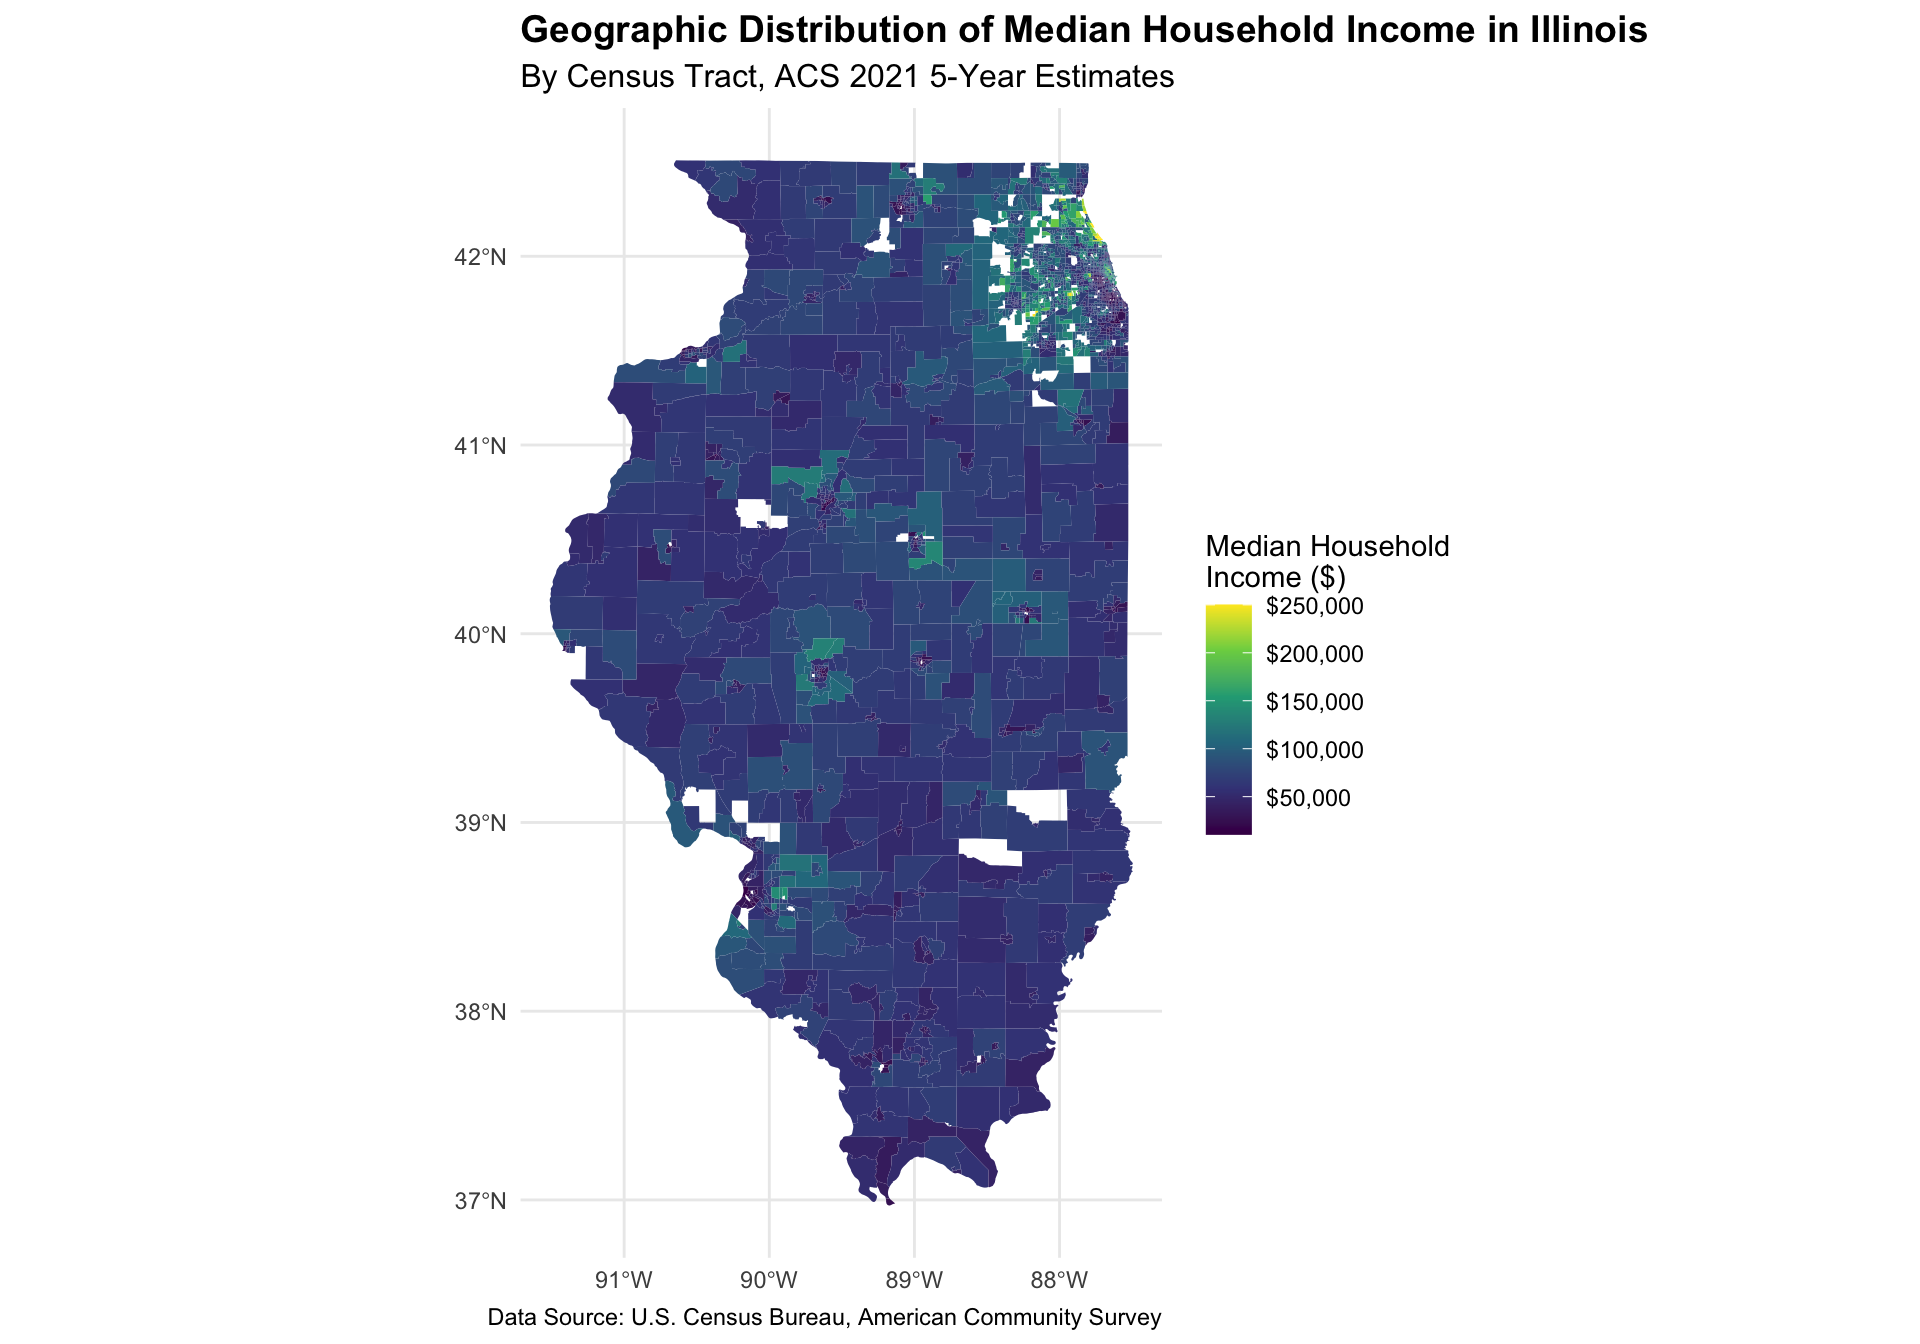 Geographic Distribution of Median Household Income in Illinois
By Census Tract, ACS 2021 5-Year Estimates
42°N
41°N
40°N
39°N
38°N
37°N
91°W
90°W
89°W
88°W
Median Household
Income ($)
$250,000
$200,000
$150,000
$100,000
$50,000
Data Source: U.S. Census Bureau, American Community Survey